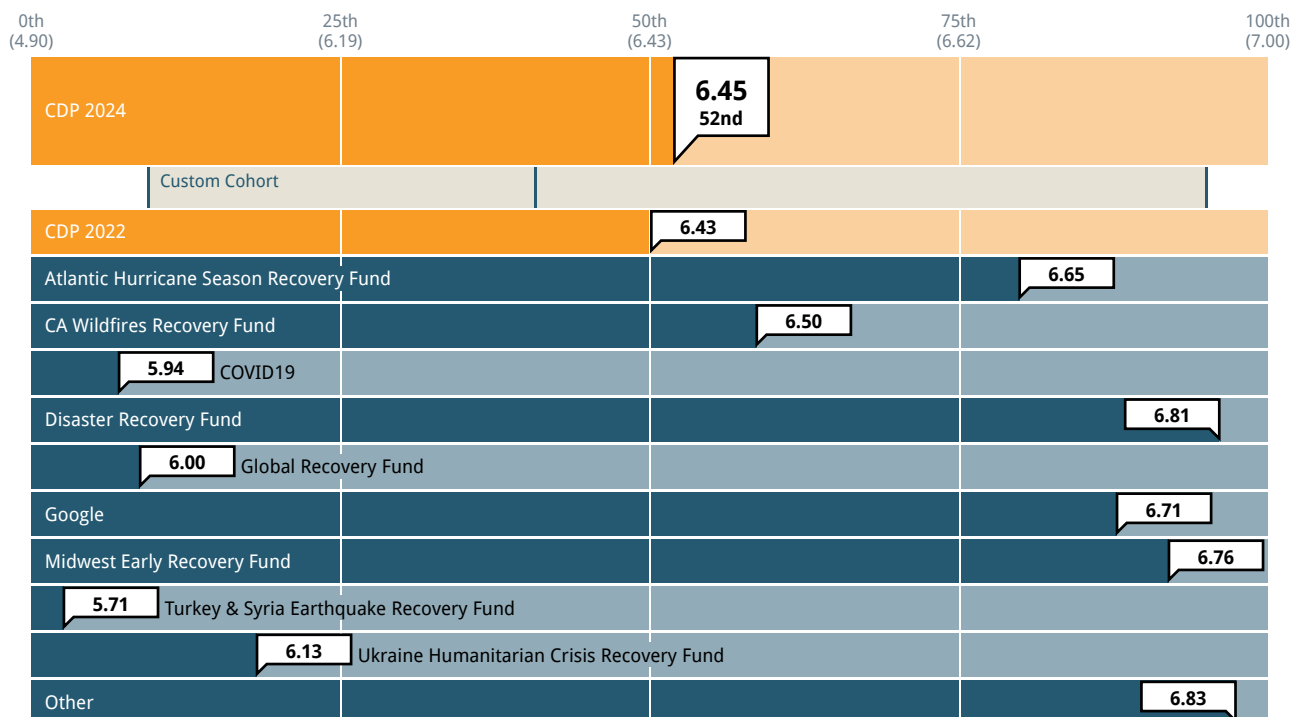 0th 25th 50th 75th 100th
(4.90) (6.19) (6.43) (6.62) (7.00)
CDP 2024
6.45
52nd
Custom Cohort
CDP 2022 6.43
Atlantic Hurricane Season Recovery Fund 6.65
CA Wildfires Recovery Fund 6.50
5.94 COVID19
Disaster Recovery Fund 6.81
6.00 Global Recovery Fund
Google 6.71
Midwest Early Recovery Fund 6.76
5.71 Turkey & Syria Earthquake Recovery Fund
6.13 Ukraine Humanitarian Crisis Recovery Fund
Other 6.83